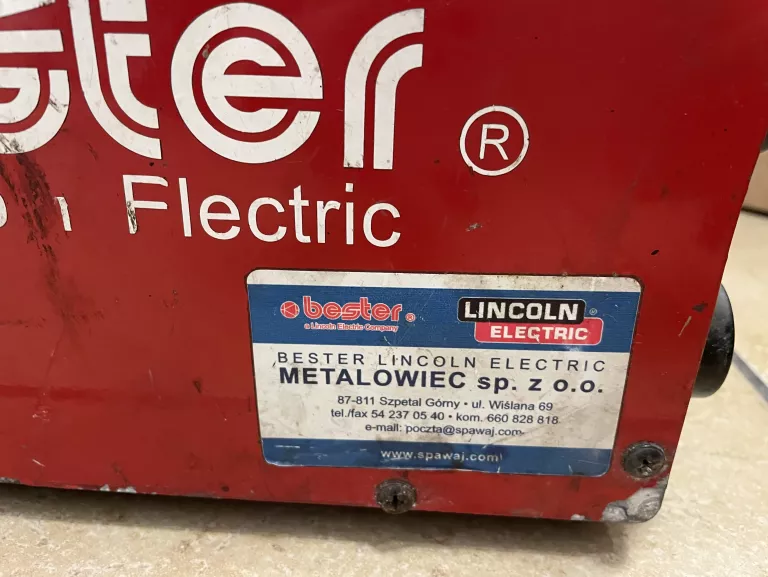 ster ®
n Electric
bester ®
a Lincoln Electric Company
LINCOLN ®
ELECTRIC
BESTER LINCOLN ELECTRIC
METALOWIEC sp. z o.o.
87-811 Szpetal Górny • ul. Wiślana 69
tel./fax 54 237 05 40 • kom. 660 828 818
e-mail: poczta@spawaj.com
www.spawaj.com